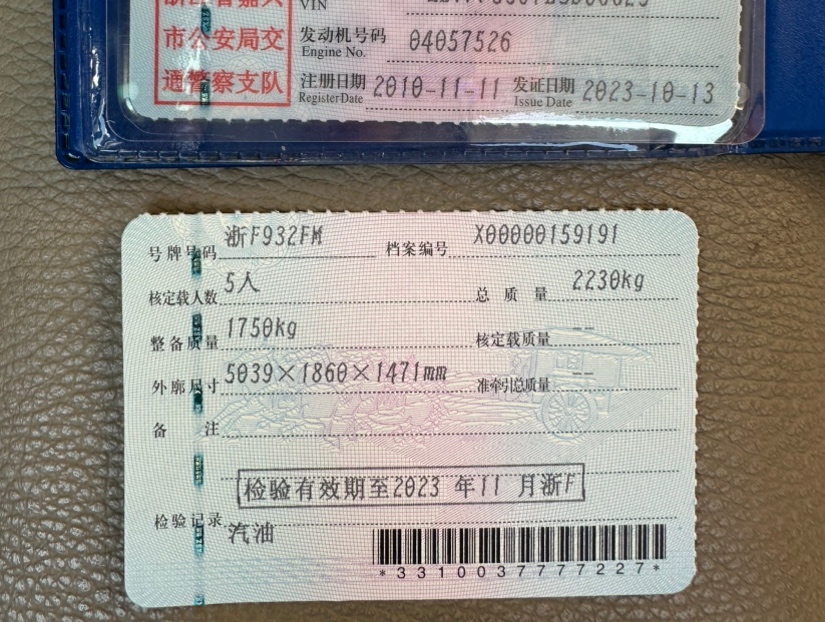 VIN
市公安局交
发动机号码 04057526
Engine No.
通警察支队
注册日期 2010-11-11 发证日期 2023-10-13
Register Date Issue Date
号牌号码 浙F932FM 档案编号 X00000159191
核定载人数 5人 总质量 2230kg
整备质量 1750kg 核定载质量 --
外廓尺寸 5039×1860×1471mm 准牵引总质量 --
备注
检验有效期至2023 年11 月浙F
检验记录
汽油
*3310037777227*